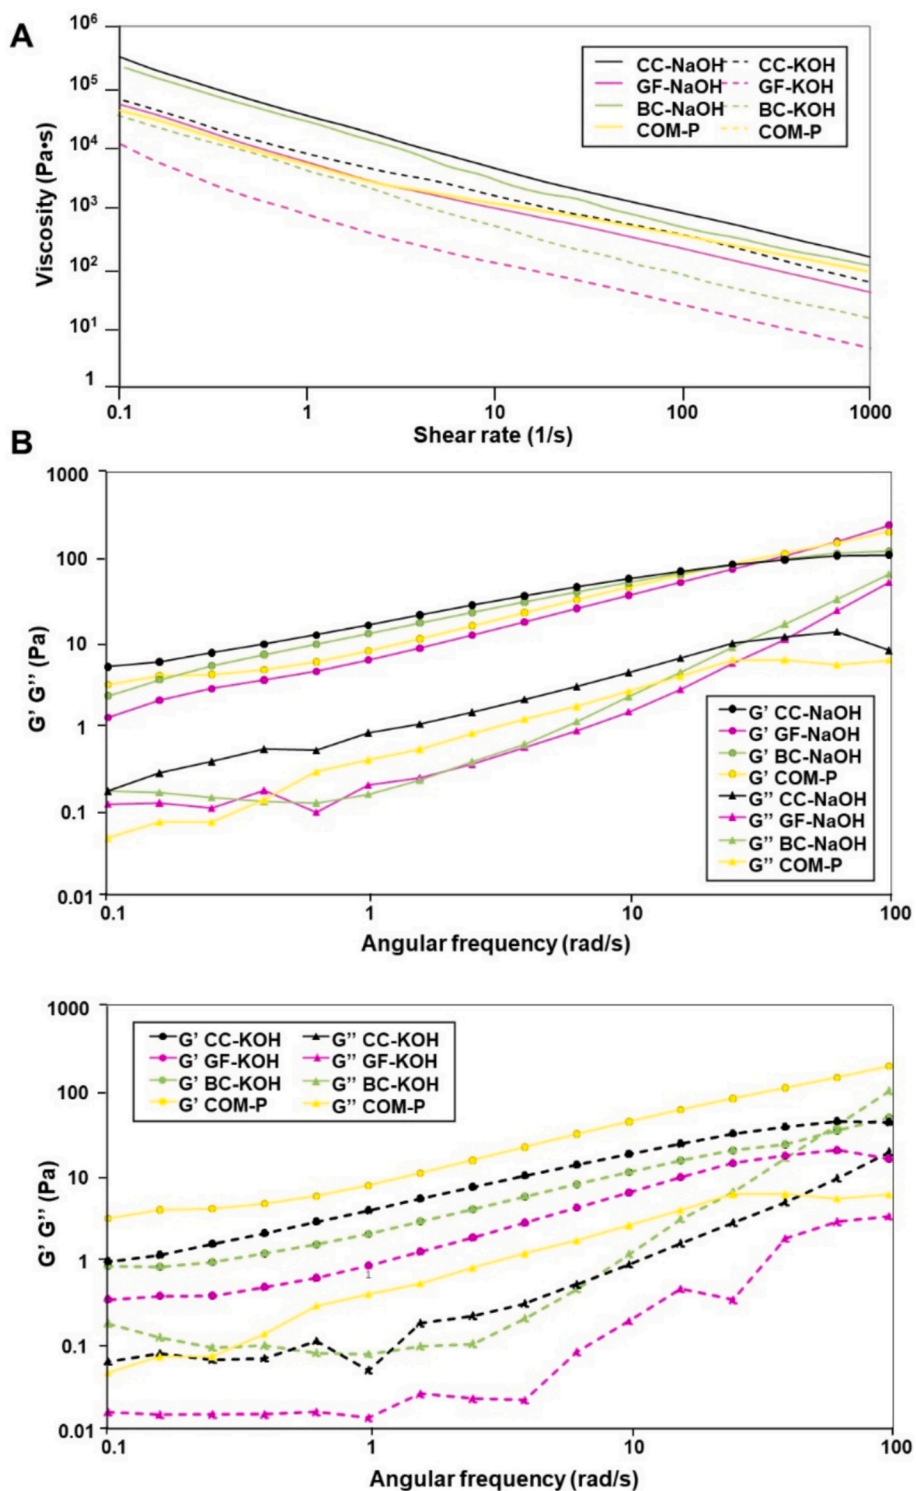 A
10⁶
10⁵
10⁴
10³
10²
10¹
1
Viscosity (Pa•s)
CC-NaOH CC-KOH
GF-NaOH GF-KOH
BC-NaOH BC-KOH
COM-P COM-P
0.1 1 10 100 1000
Shear rate (1/s)
B
1000
100
10
1
0.1
0.01
G' G'' (Pa)
G' CC-NaOH
G' GF-NaOH
G' BC-NaOH
G' COM-P
G'' CC-NaOH
G'' GF-NaOH
G'' BC-NaOH
G'' COM-P
0.1 1 10 100
Angular frequency (rad/s)
1000
100
10
1
0.1
0.01
G' G'' (Pa)
G' CC-KOH G'' CC-KOH
G' GF-KOH G'' GF-KOH
G' BC-KOH G'' BC-KOH
G' COM-P G'' COM-P
0.1 1 10 100
Angular frequency (rad/s)